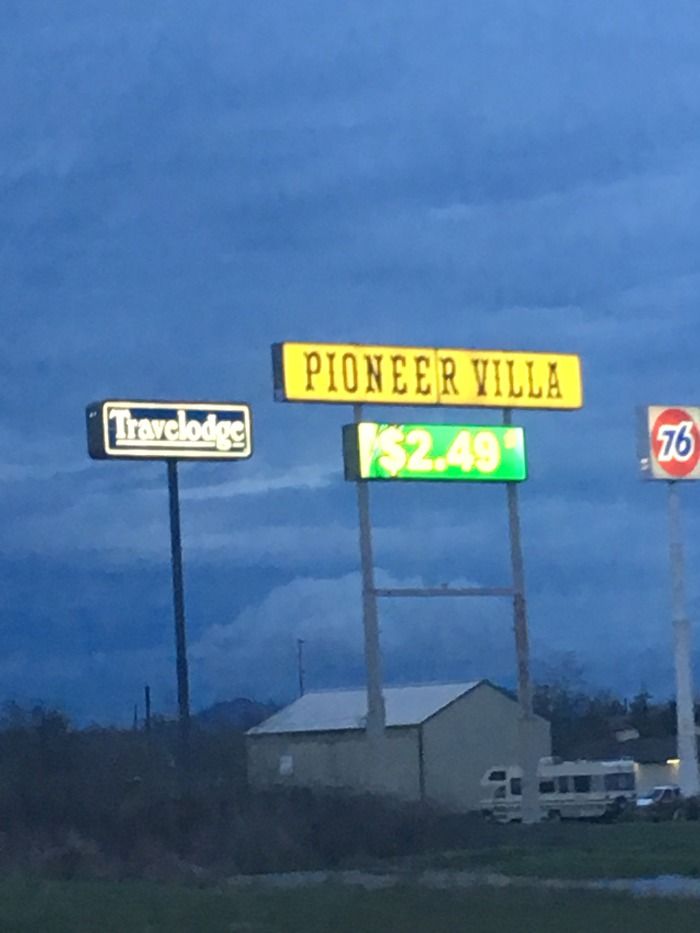 Travelodge
PIONEER VILLA
$2.49
76